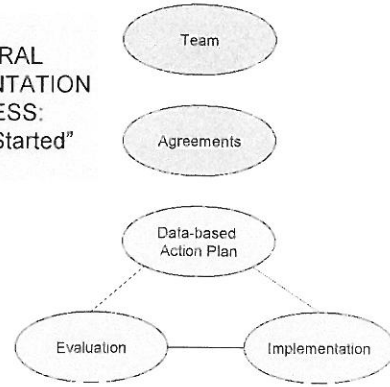 RAL
NTATION
ESS:
Started"
Team
Agreements
Data-based
Action Plan
Evaluation
Implementation